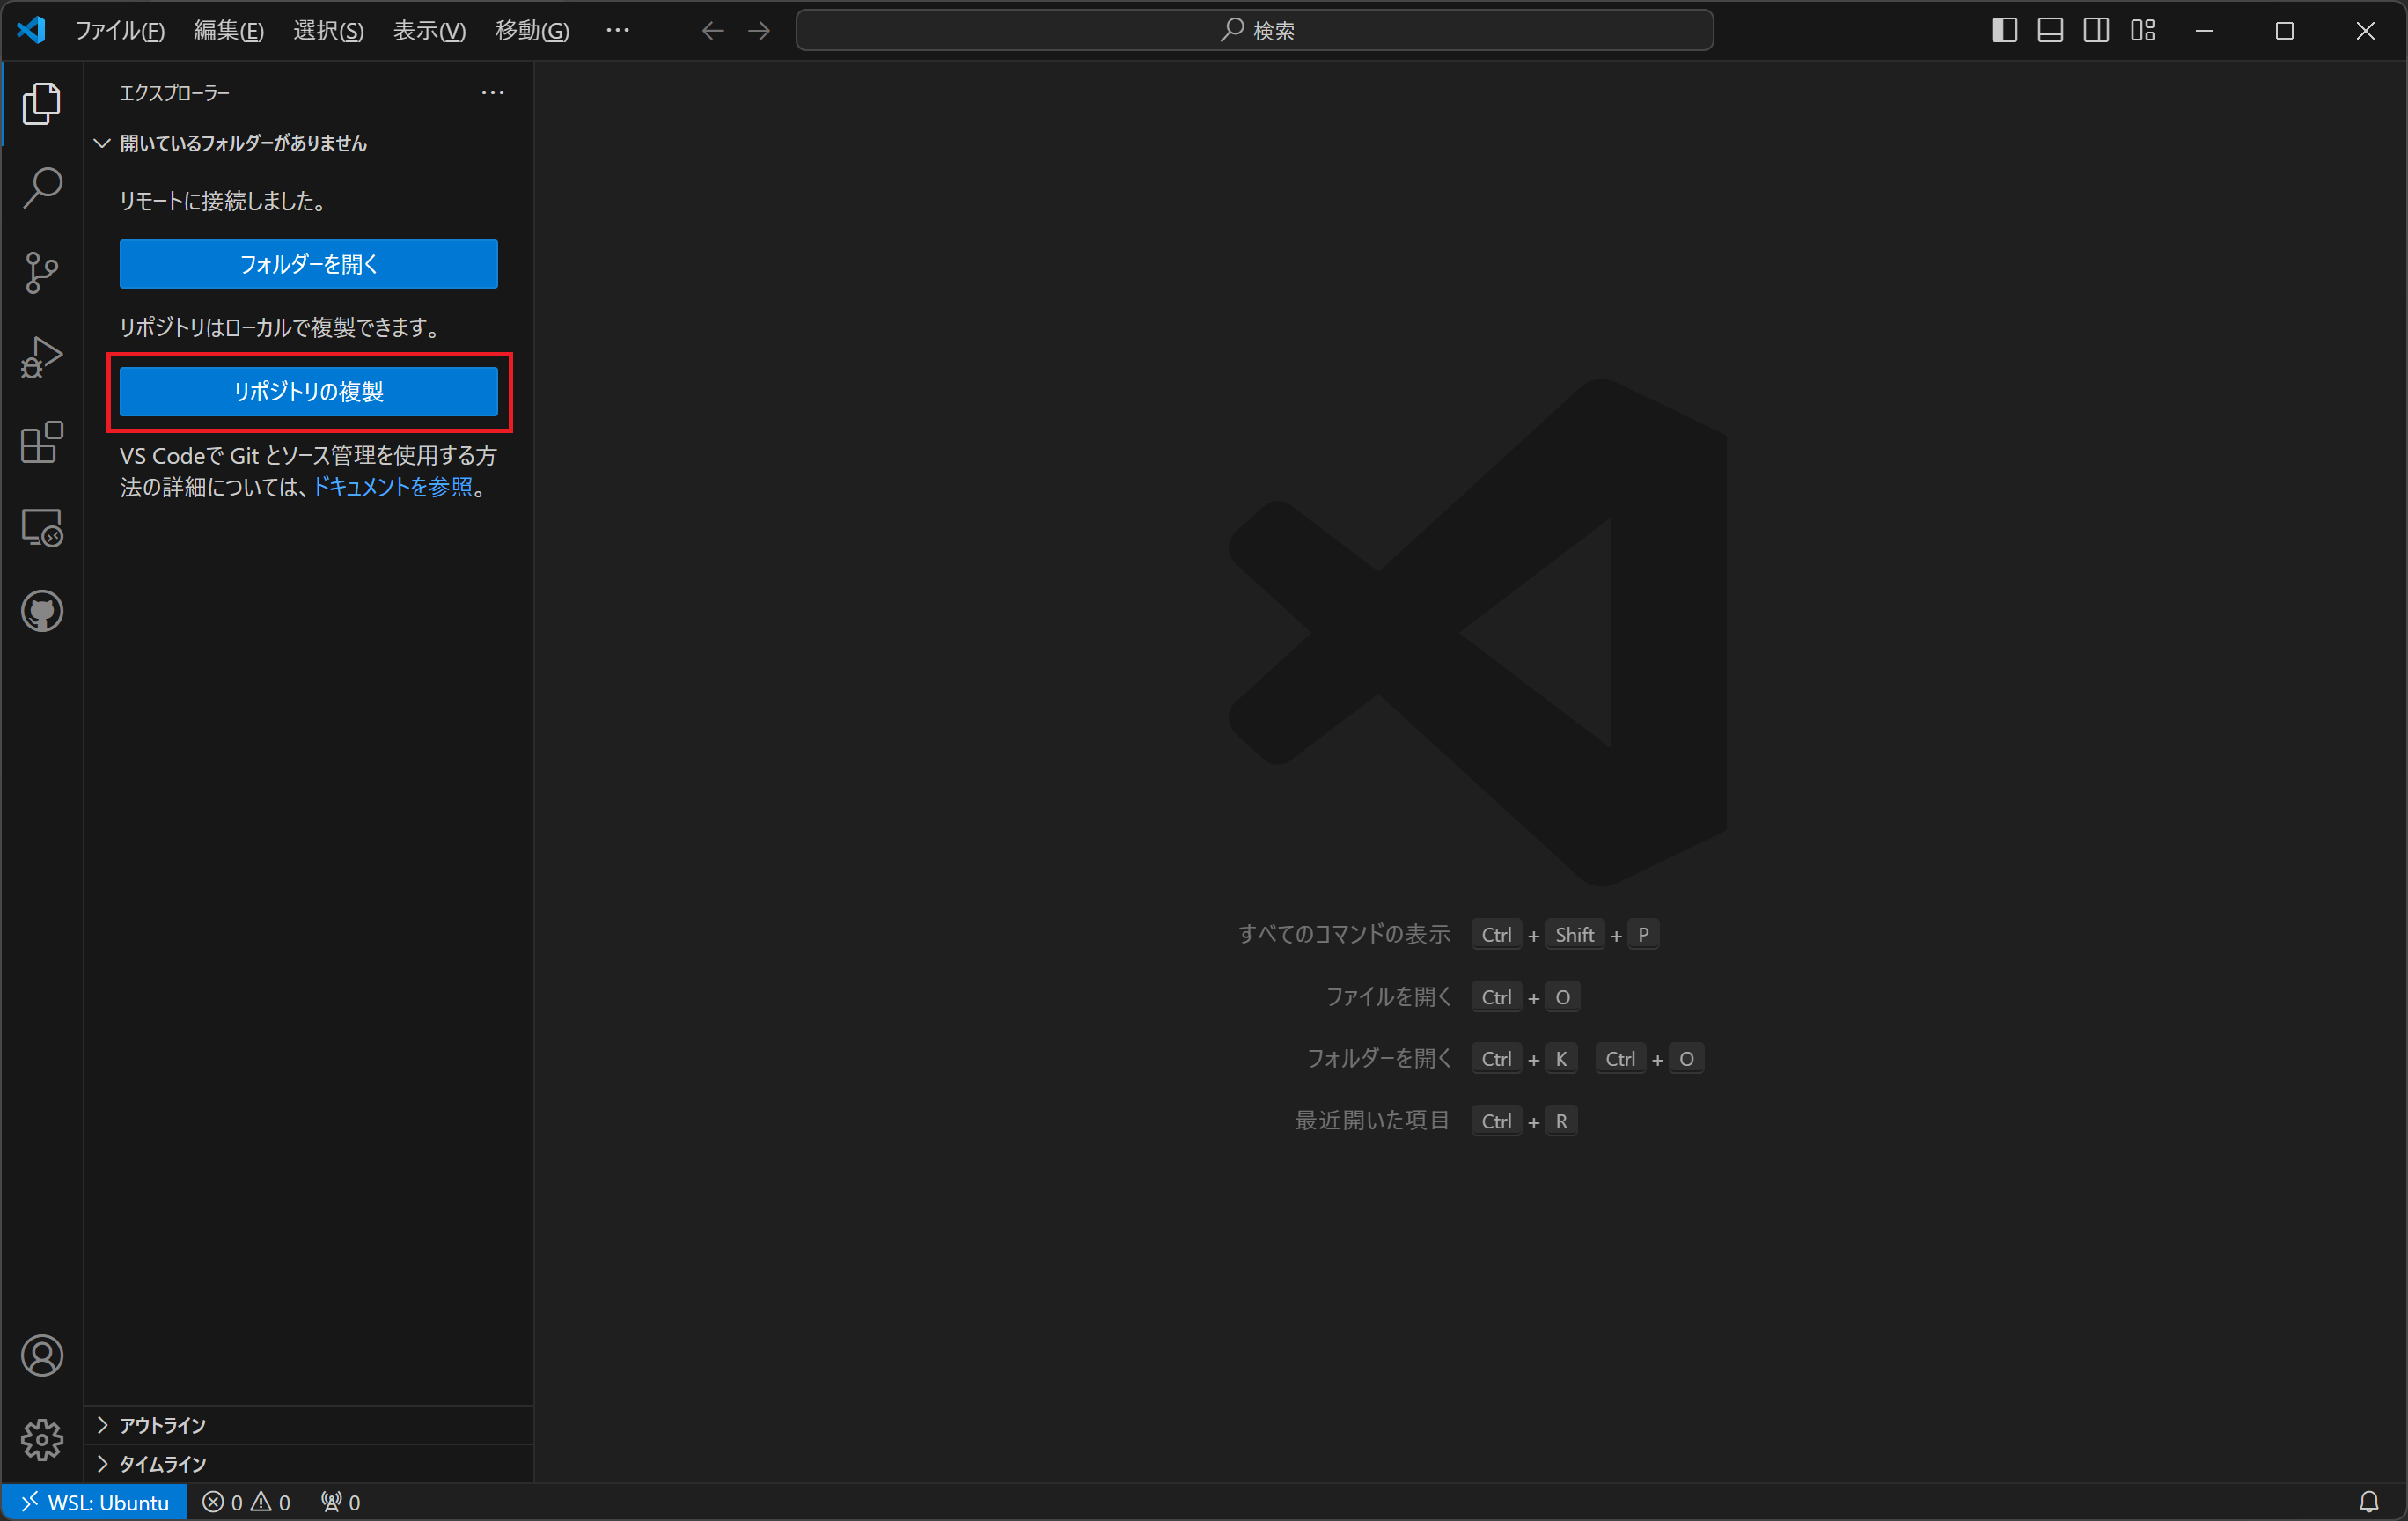 ファイル(F) 編集(E) 選択(S) 表示(V) 移動(G) …
検索
エクスプローラー …
開いているフォルダーがありません
リモートに接続しました。
フォルダーを開く
リポジトリはローカルで複製できます。
リポジトリの複製
VS Codeで Git とソース管理を使用する方
法の詳細については、ドキュメントを参照。
すべてのコマンドの表示 Ctrl + Shift + P
ファイルを開く Ctrl + O
フォルダーを開く Ctrl + K Ctrl + O
最近開いた項目 Ctrl + R
アウトライン
タイムライン
WSL: Ubuntu 0 0 0